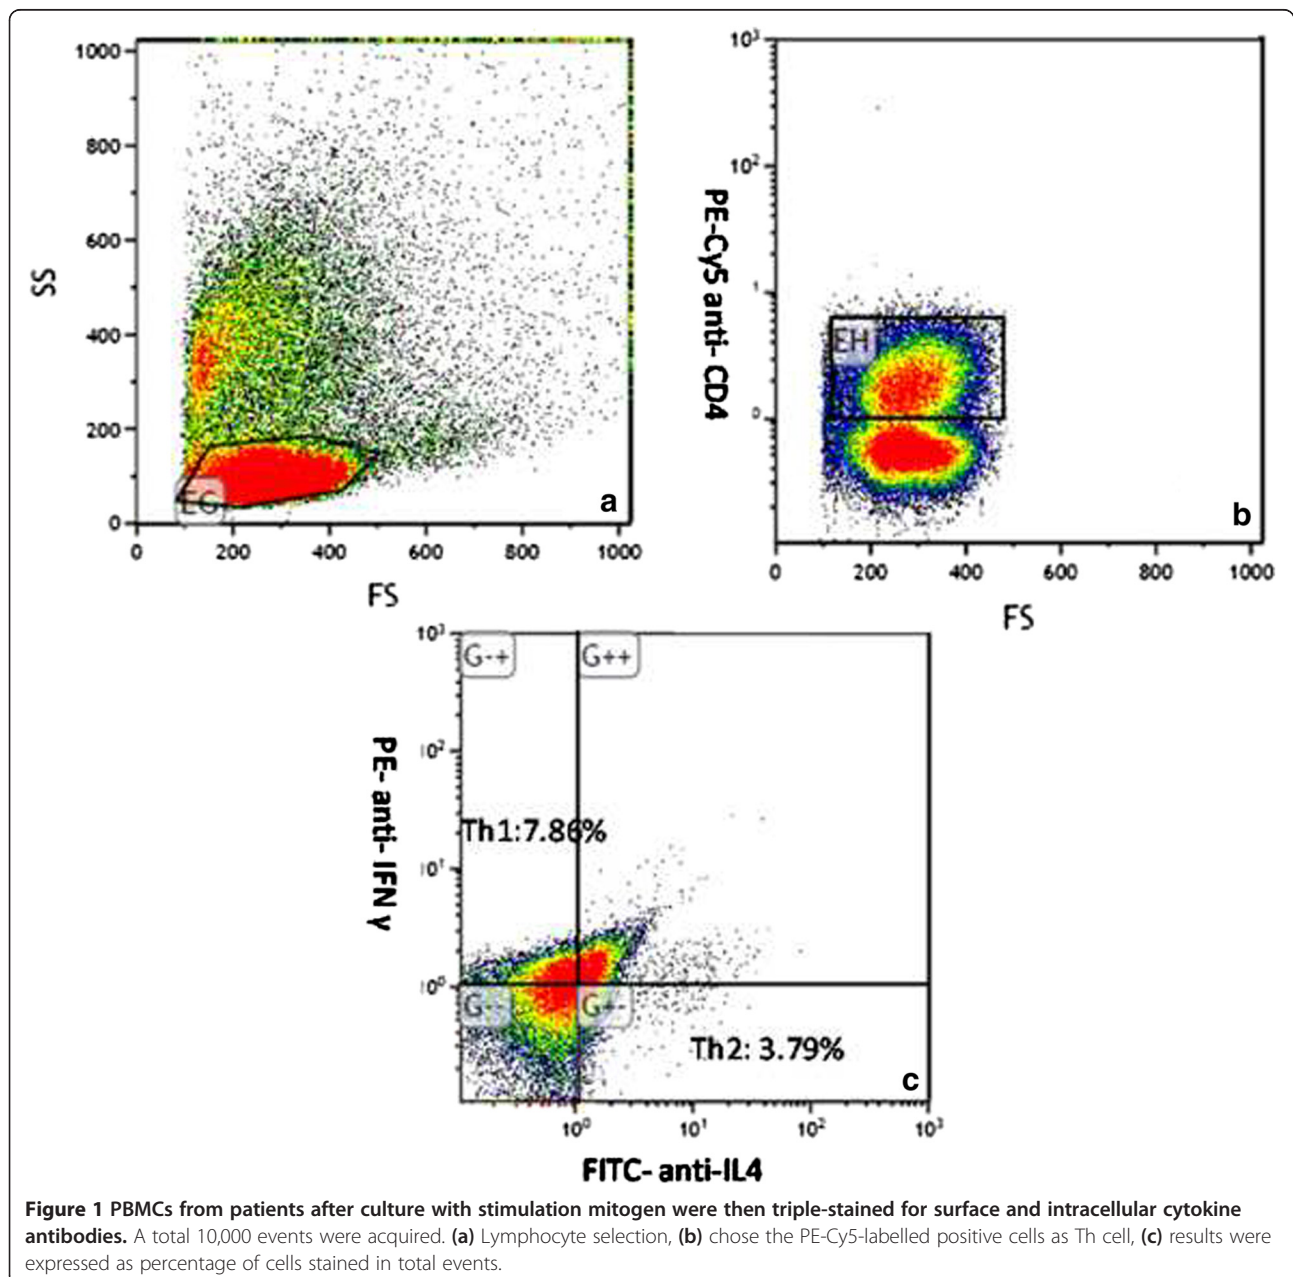 1000
800
600
SS
400
200
0
EG
a
0 200 400 600 800 1000
FS
10³
10²
1
0
PE-Cy5 anti- CD4
EH
b
0 200 400 600 800 1000
FS
10³
10²
10¹
10⁰
PE- anti- IFN γ
G-+ G++
Th1:7.86%
G-- G+-
Th2: 3.79%
c
10⁰ 10¹ 10² 10³
FITC- anti-IL4
Figure 1 PBMCs from patients after culture with stimulation mitogen were then triple-stained for surface and intracellular cytokine
antibodies. A total 10,000 events were acquired. (a) Lymphocyte selection, (b) chose the PE-Cy5-labelled positive cells as Th cell, (c) results were
expressed as percentage of cells stained in total events.